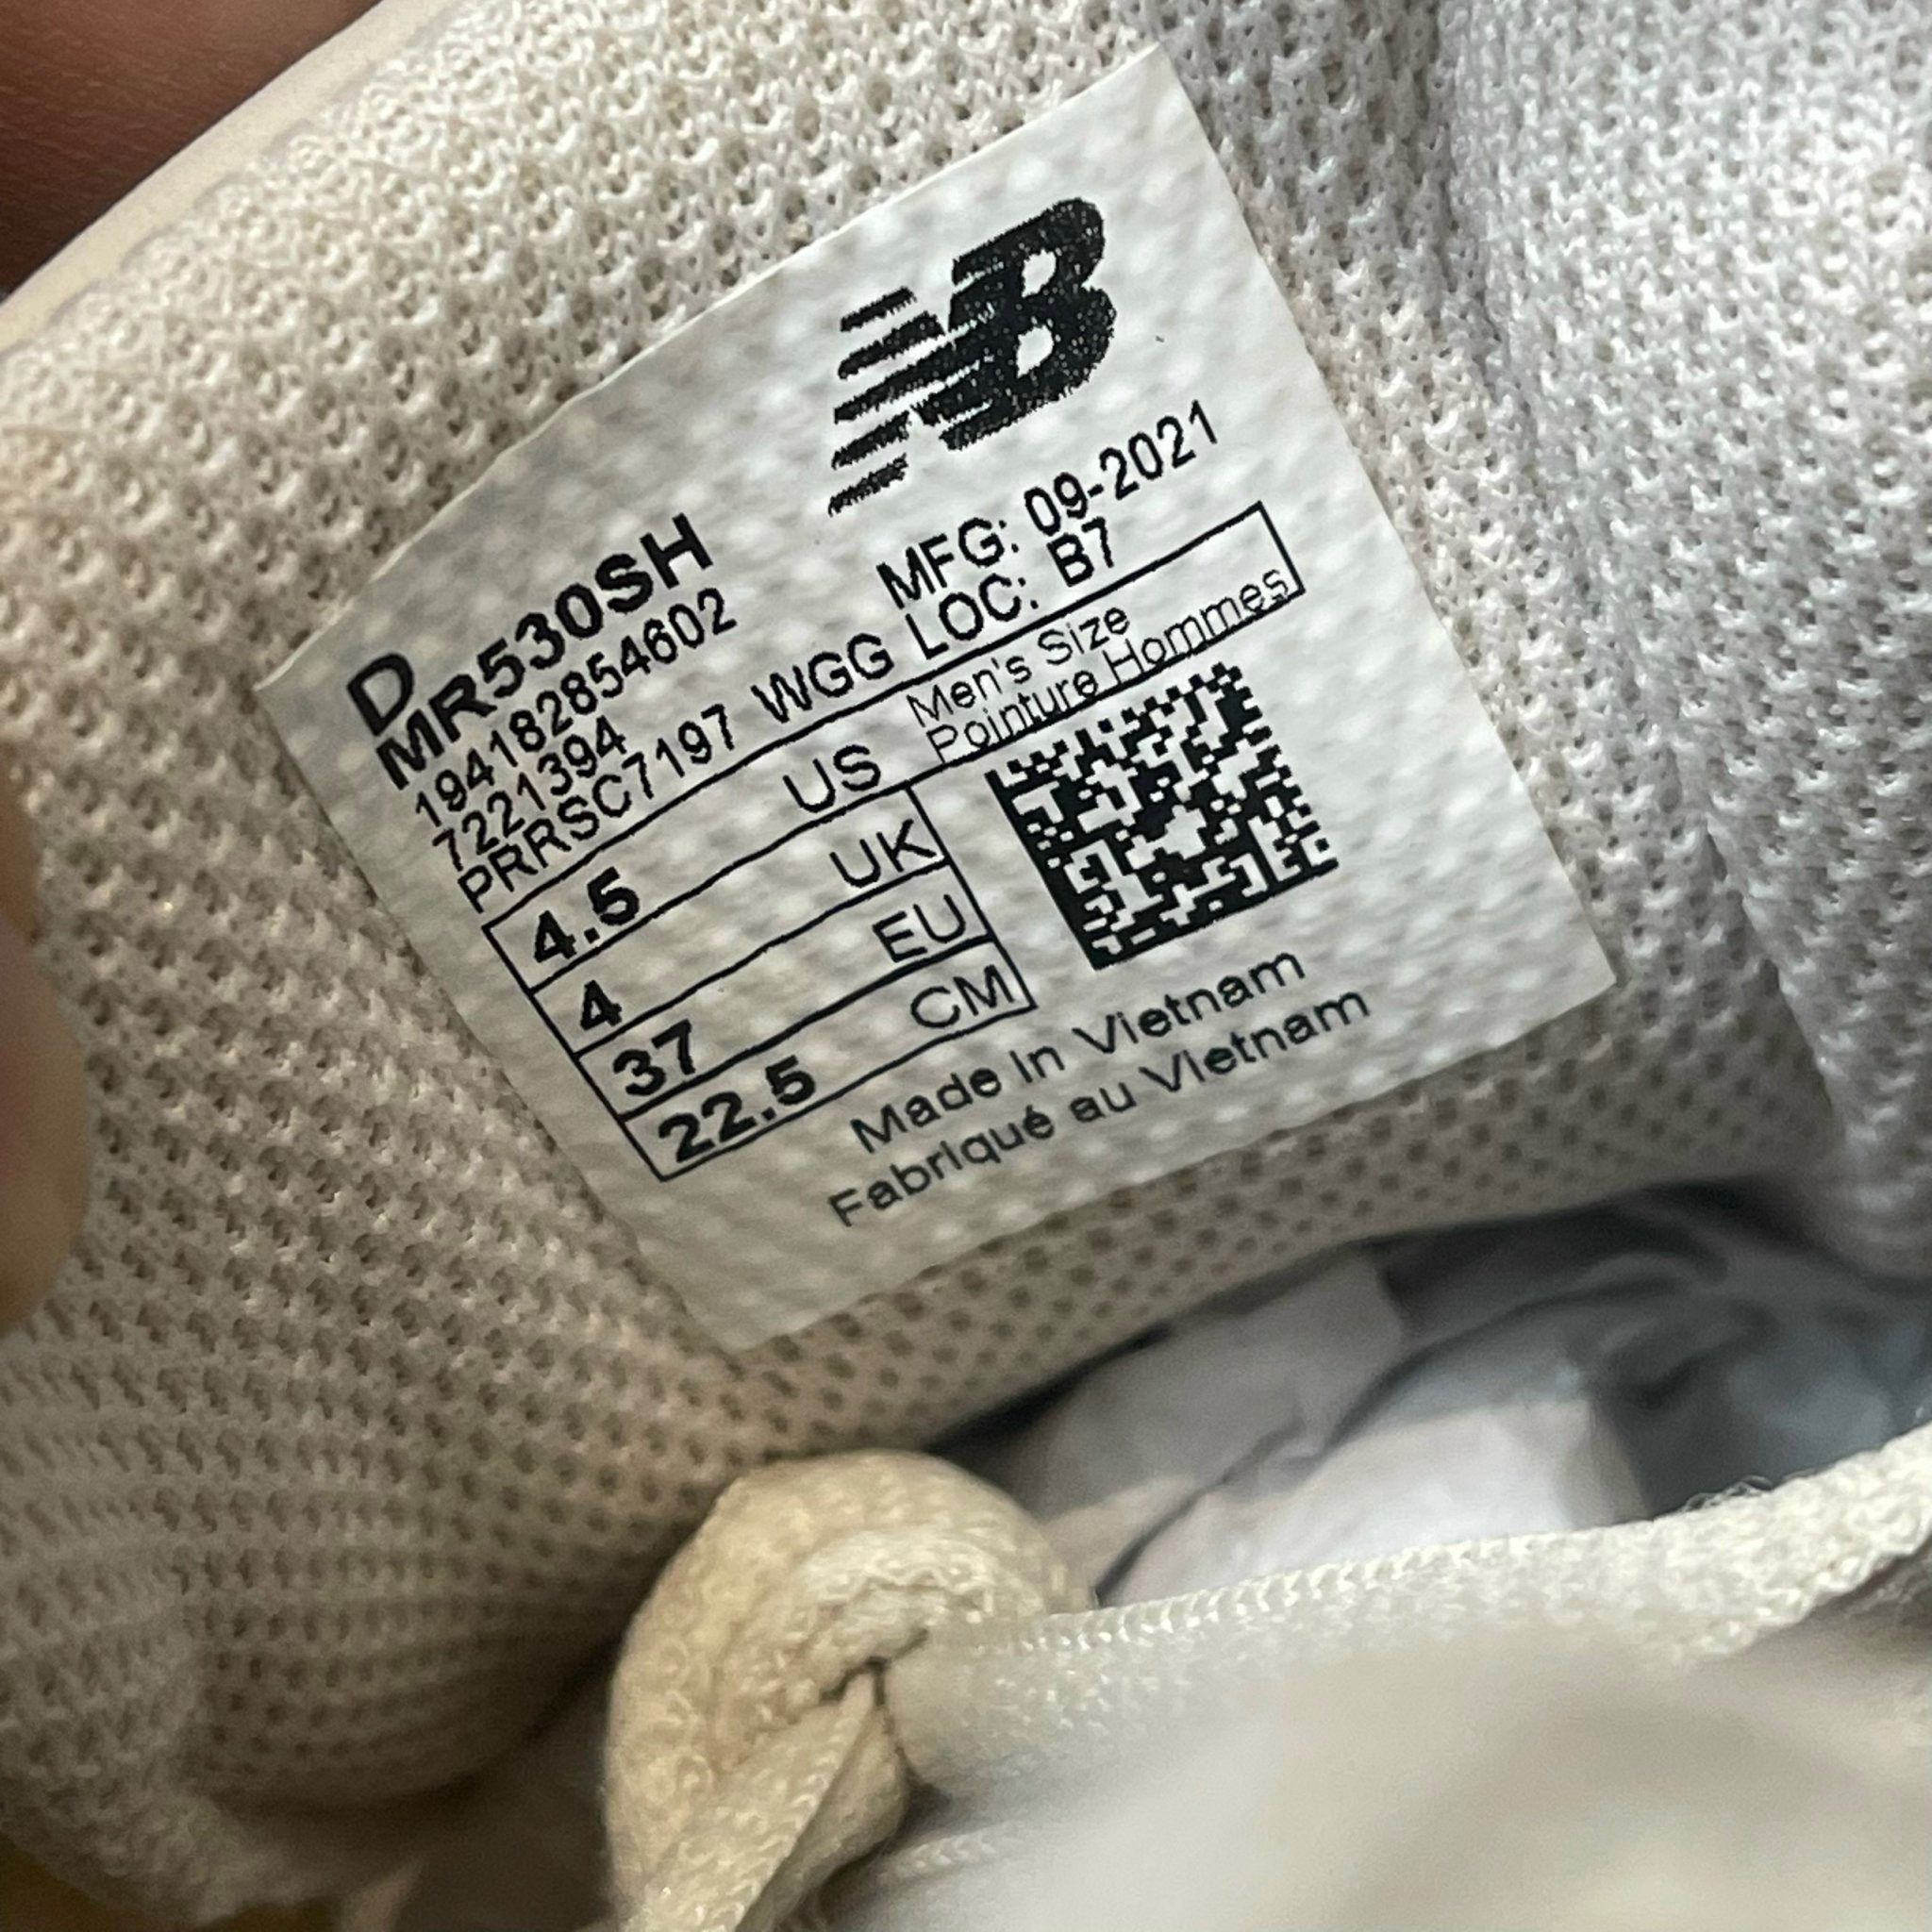 NB
D
MR530SH
194182854602
7221394
PRRSC7197 WGG
MFG: 09-2021
LOC: B7
4.5 US Men's Size
Pointure Hommes
4 UK
37 EU
22.5 CM
Made in Vietnam
Fabriqué au Vietnam